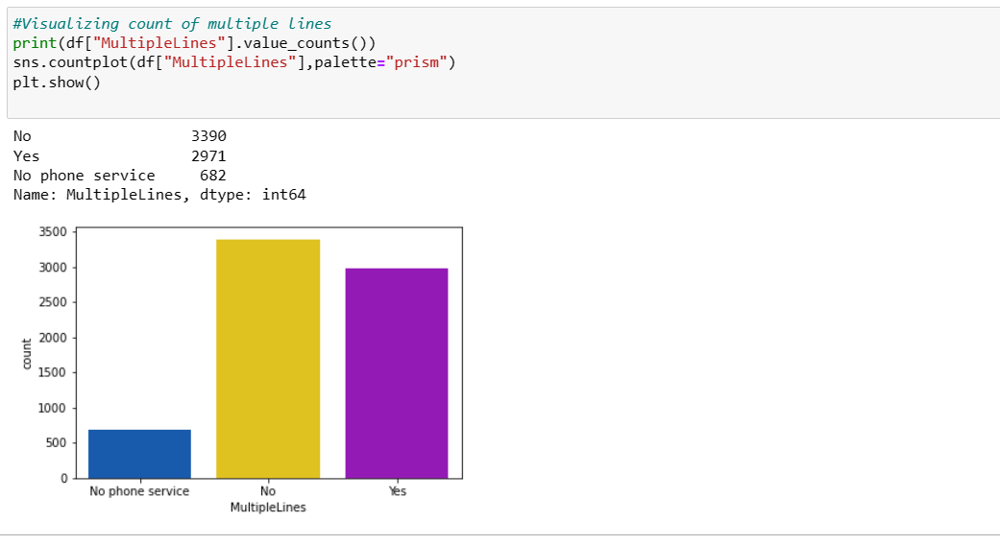 #Visualizing count of multiple lines
print(df["MultipleLines"].value_counts())
sns.countplot(df["MultipleLines"],palette="prism")
plt.show()
No                  3390
Yes                 2971
No phone service     682
Name: MultipleLines, dtype: int64
3500
3000
2500
2000
1500
1000
500
0
count
No phone service No Yes
MultipleLines